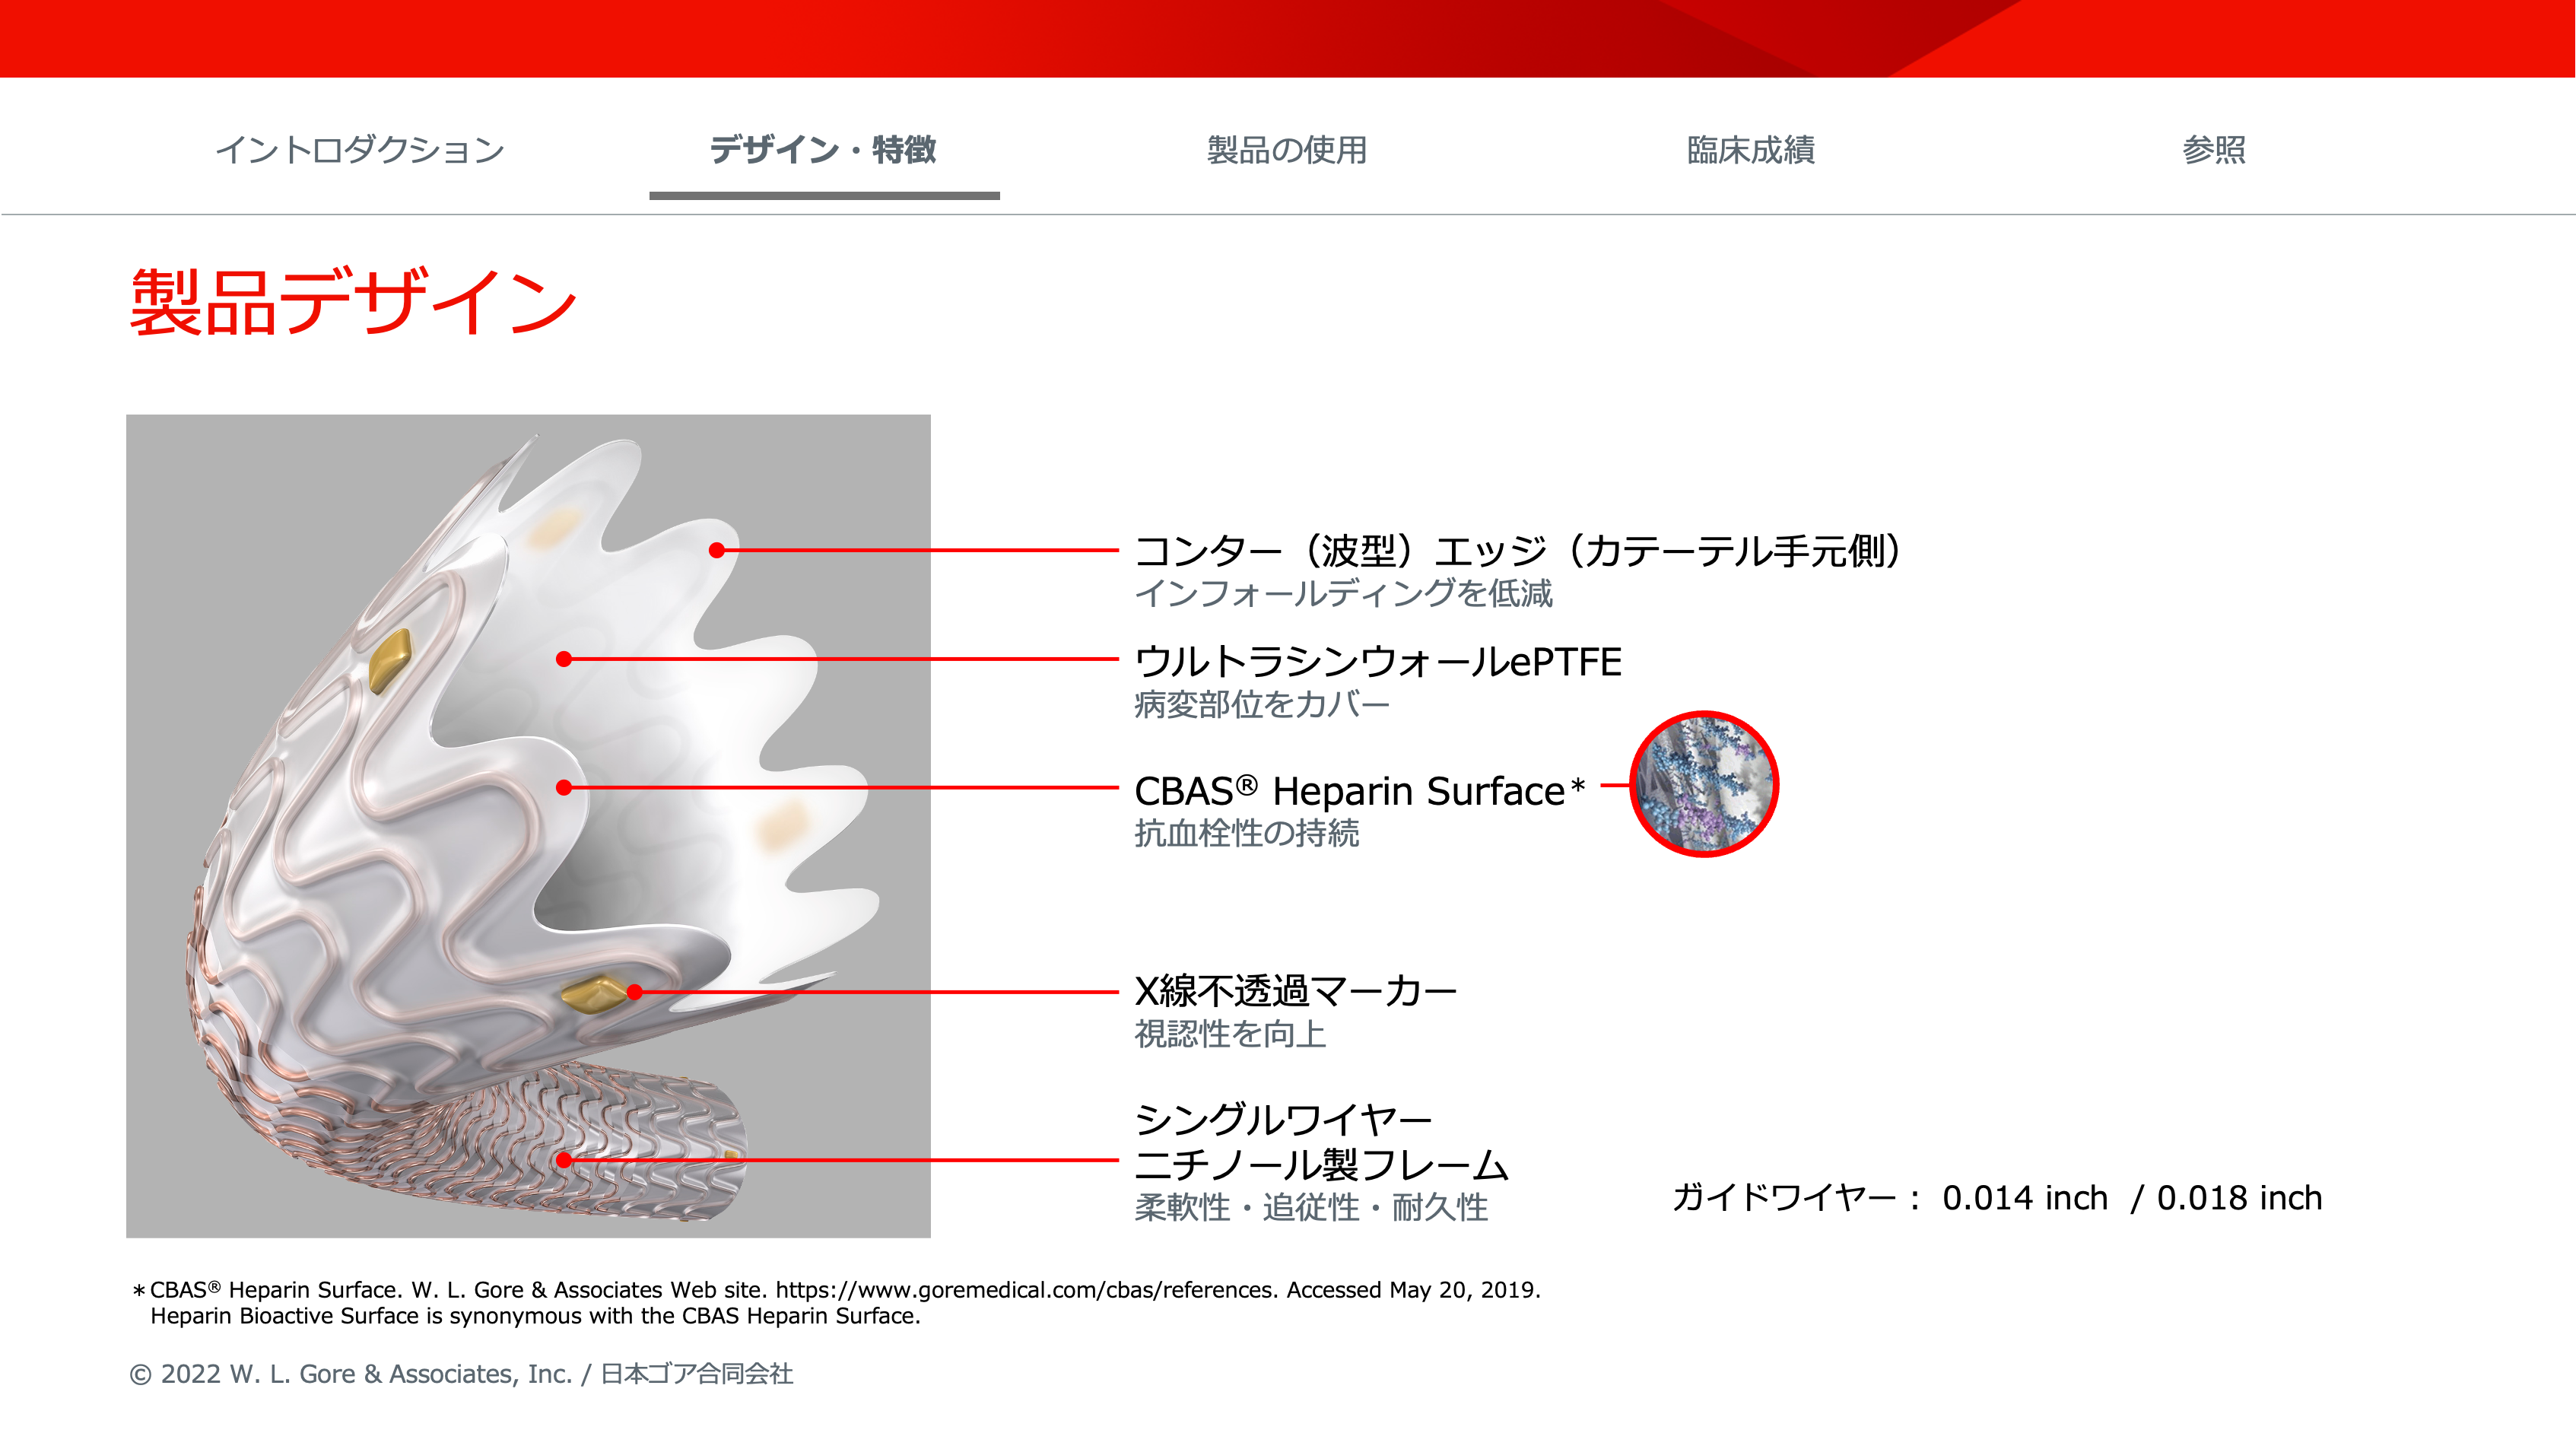 イントロダクション
デザイン・特徴
製品の使用
臨床成績
参照
製品デザイン
コンター（波型）エッジ（カテーテル手元側）
インフォールディングを低減
ウルトラシンウォールePTFE
病変部位をカバー
CBAS® Heparin Surface＊
抗血栓性の持続
X線不透過マーカー
視認性を向上
シングルワイヤー
ニチノール製フレーム
柔軟性・追従性・耐久性
ガイドワイヤー： 0.014 inch / 0.018 inch
＊CBAS® Heparin Surface. W. L. Gore & Associates Web site. https://www.goremedical.com/cbas/references. Accessed May 20, 2019.
Heparin Bioactive Surface is synonymous with the CBAS Heparin Surface.
© 2022 W. L. Gore & Associates, Inc. / 日本ゴア合同会社